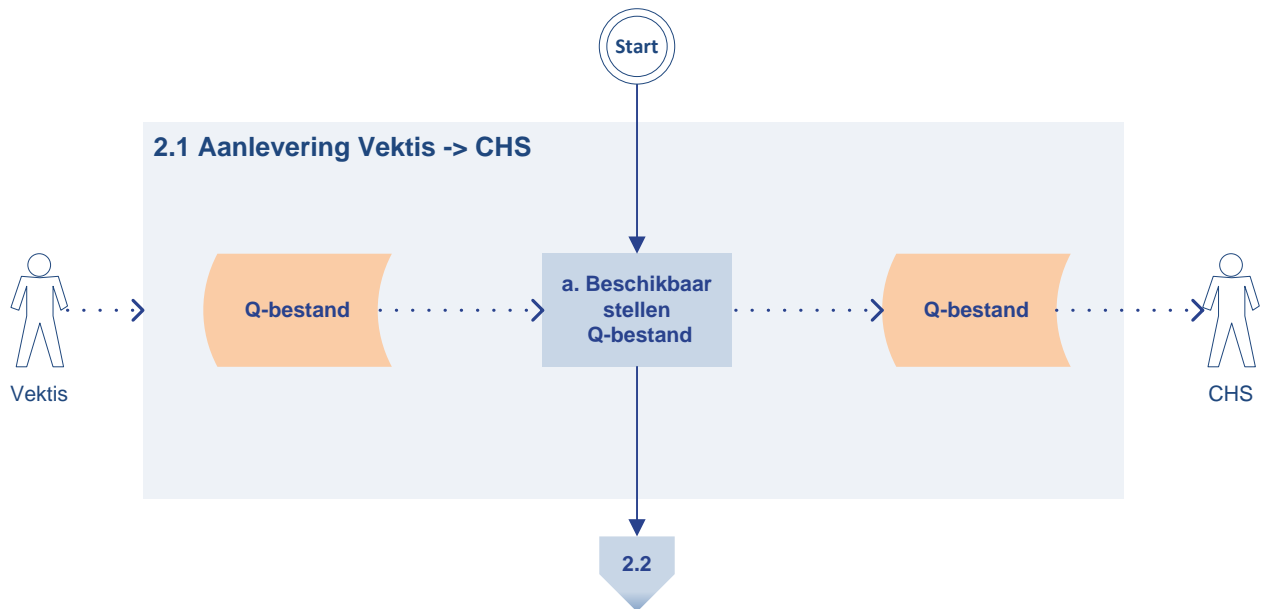 Start
2.1 Aanlevering Vektis -> CHS
Q-bestand
a. Beschikbaar
stellen
Q-bestand
Q-bestand
Vektis
CHS
2.2